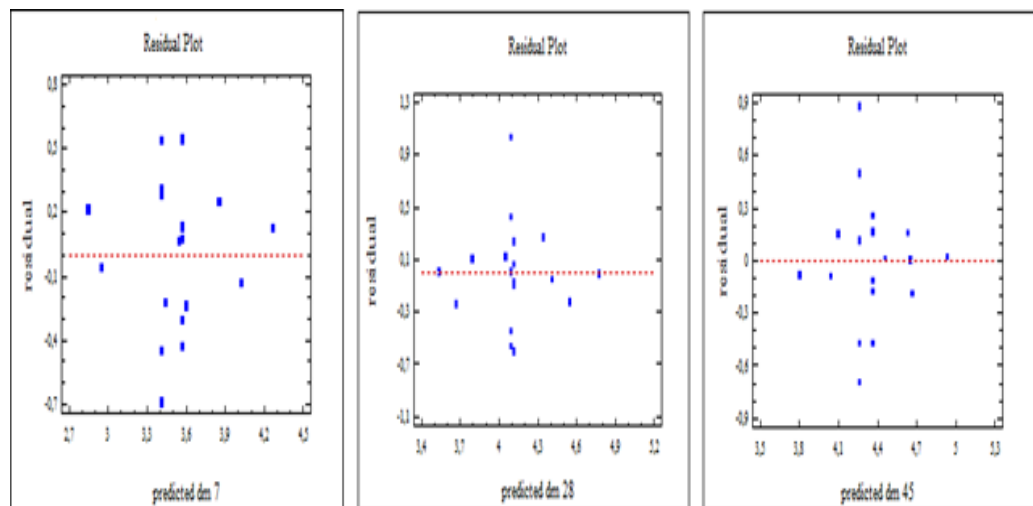 Residual Plot
0,8
0,5
0,2
-0,1
-0,4
-0,7
residual
2,7 3 3,3 3,6 3,9 4,2 4,5
predicted dm 7
Residual Plot
1,3
0,9
0,5
0,1
-0,3
-0,7
-1,1
residual
3,4 3,7 4 4,3 4,6 4,9 5,2
predicted dm 28
Residual Plot
0,9
0,6
0,3
0
-0,3
-0,6
-0,9
residual
3,5 3,8 4,1 4,4 4,7 5 5,3
predicted dm 45